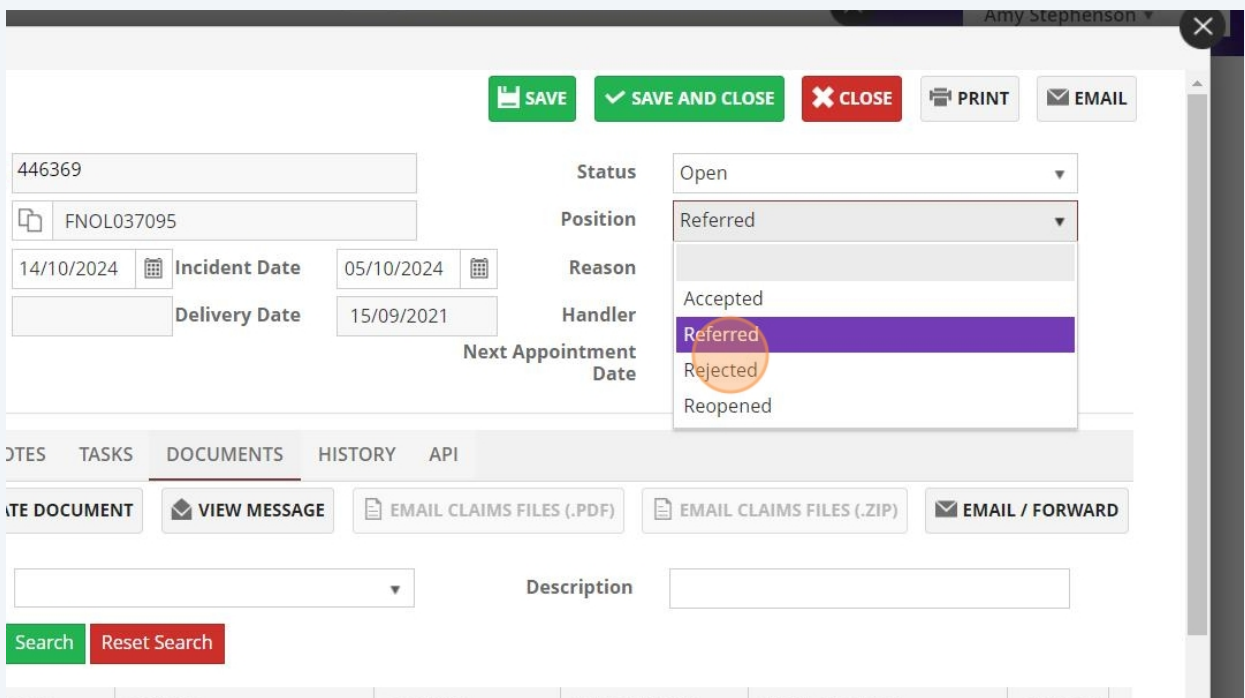 Amy Stephenson
SAVE SAVE AND CLOSE CLOSE PRINT EMAIL
446369 Status Open
FNOL037095 Position Referred
14/10/2024 Incident Date 05/10/2024 Reason
Accepted
Delivery Date 15/09/2021 Handler
Referred
Next Appointment
Date
Rejected
Reopened
OTES TASKS DOCUMENTS HISTORY API
ATE DOCUMENT VIEW MESSAGE EMAIL CLAIMS FILES (.PDF) EMAIL CLAIMS FILES (.ZIP) EMAIL / FORWARD
Description
Search Reset Search